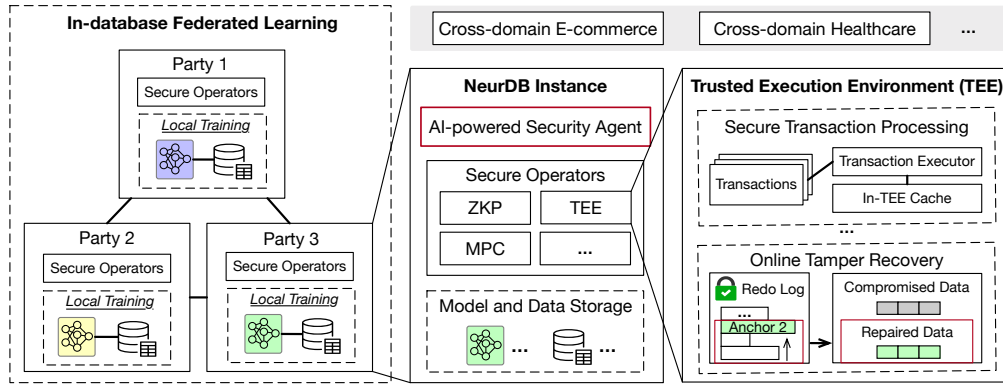 In-database Federated Learning
Party 1
Secure Operators
Local Training
Party 2
Secure Operators
Local Training
Party 3
Secure Operators
Local Training
Cross-domain E-commerce
Cross-domain Healthcare
...
NeurDB Instance
AI-powered Security Agent
Secure Operators
ZKP
TEE
MPC
...
Model and Data Storage
...
...
Trusted Execution Environment (TEE)
Secure Transaction Processing
Transactions
Transaction Executor
In-TEE Cache
...
Online Tamper Recovery
Redo Log
...
Anchor 2
Compromised Data
Repaired Data